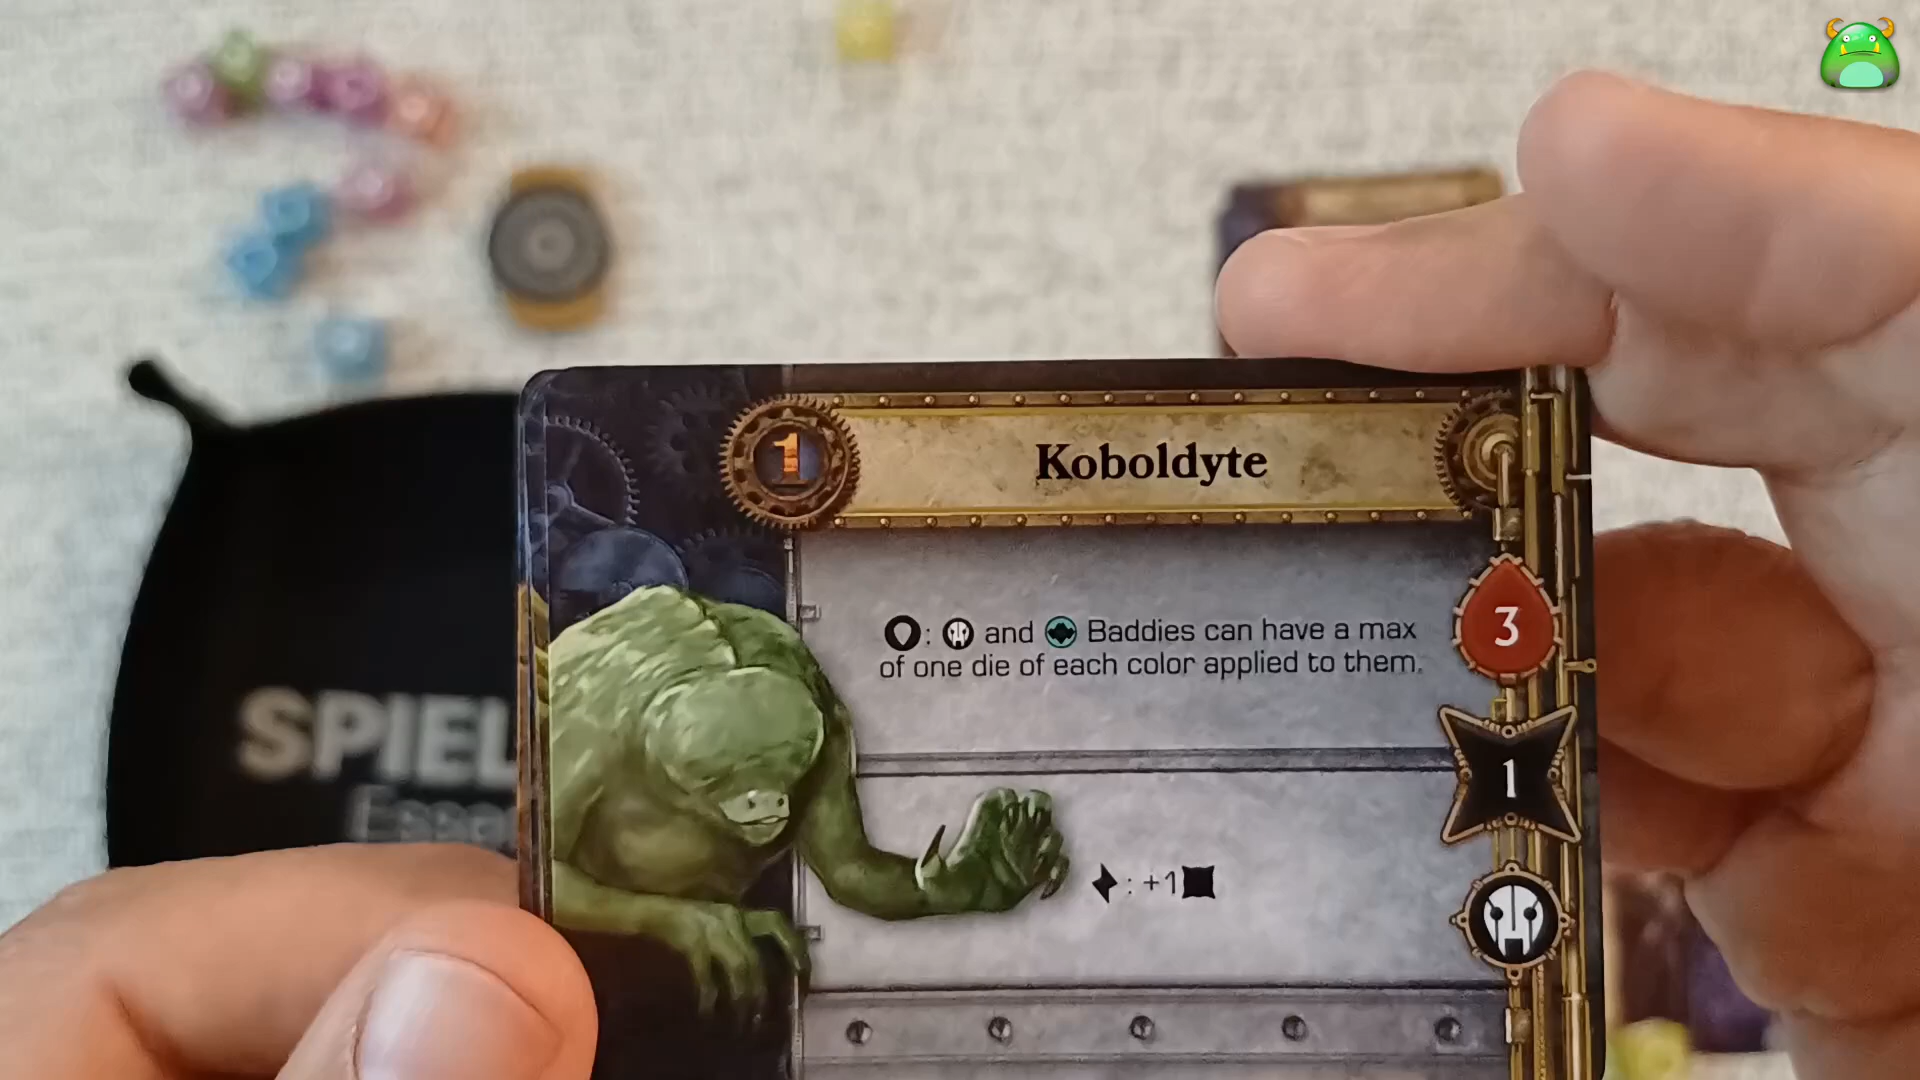 1
Koboldyte
: and Baddies can have a max
of one die of each color applied to them.
3
1
: +1
SPIEL